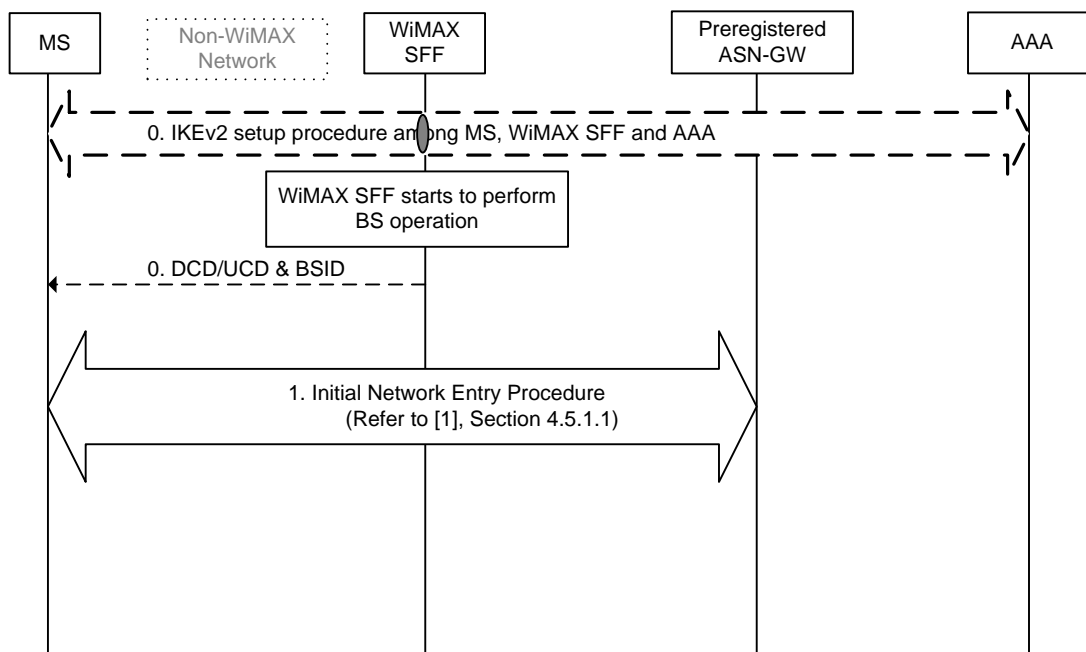 MS
Non-WiMAX
Network
WiMAX
SFF
Preregistered
ASN-GW
AAA
0. IKEv2 setup procedure among MS, WiMAX SFF and AAA
WiMAX SFF starts to perform
BS operation
0. DCD/UCD & BSID
1. Initial Network Entry Procedure
(Refer to [1], Section 4.5.1.1)